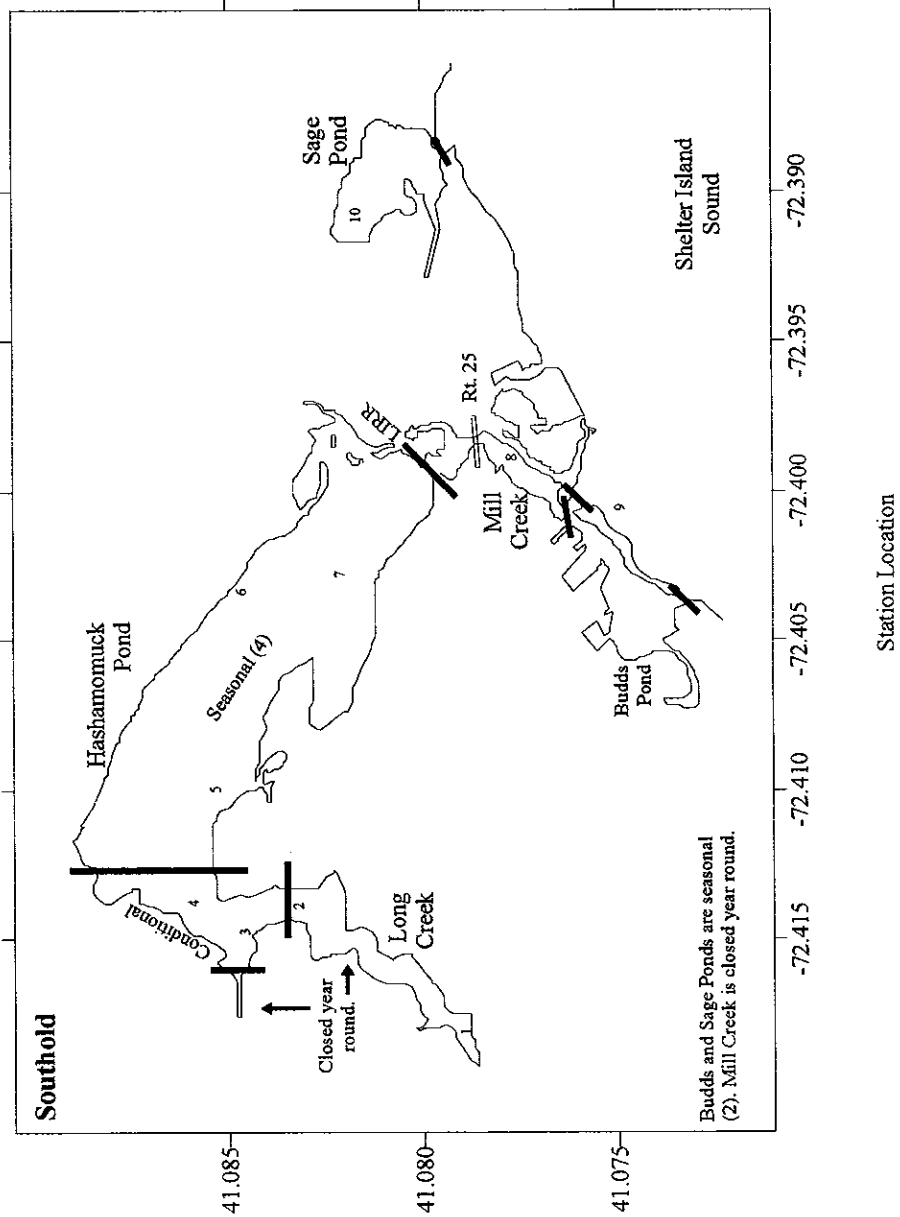 Southold
Hashamomuck
Pond
Sage
Pond
10
Conditional
Seasonal (4)
LIRR
Rt. 25
Mill
Creek
Shelter Island
Sound
Closed year
round.
Long
Creek
Budds
Pond
1
2
3
4
5
6
7
8
9
Budds and Sage Ponds are seasonal
(2). Mill Creek is closed year round.
41.085
41.080
41.075
-72.415
-72.410
-72.405
-72.400
-72.395
-72.390
Station Location